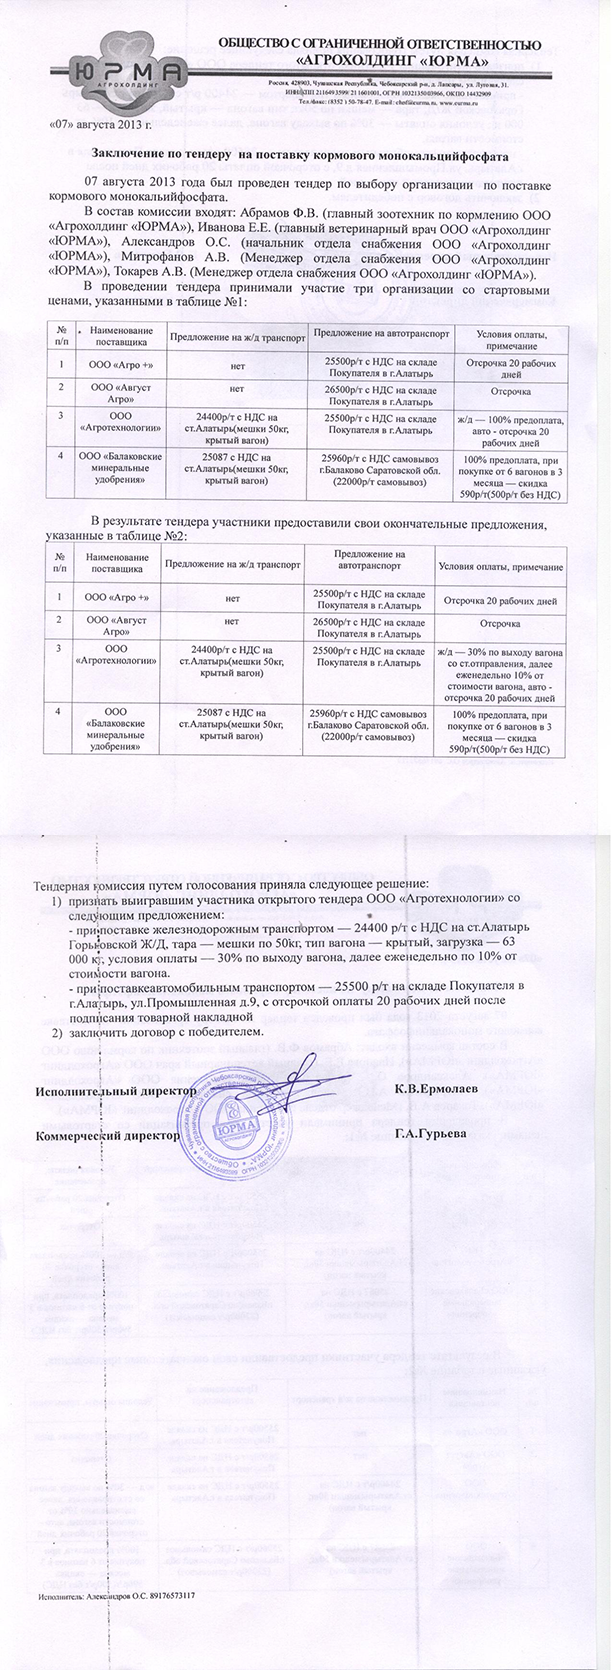 ЮРМА
АГРОХОЛДИНГ
ОБЩЕСТВО С ОГРАНИЧЕННОЙ ОТВЕТСТВЕННОСТЬЮ
«АГРОХОЛДИНГ «ЮРМА»
Россия, 428903, Чувашская Республика, Чебоксарский р-н, д. Лапсары, ул. Луговая, 31.
ИНН/КПП 2116493599/ 211601001, ОГРН 1032135003966, ОКПО 14432909
Тел./факс: (8352 ) 50-78-47. E-mail: chef@eurma.ru. www.eurma.ru
«07» августа 2013 г.
Заключение по тендеру на поставку кормового монокальцийфосфата
07 августа 2013 года был проведен тендер по выбору организации по поставке
кормового монокальийфосфата.
В состав комиссии входят: Абрамов Ф.В. (главный зоотехник по кормлению ООО
«Агрохолдинг «ЮРМА»), Иванова Е.Е. (главный ветеринарный врач ООО «Агрохолдинг
«ЮРМА»), Александров О.С. (начальник отдела снабжения ООО «Агрохолдинг
«ЮРМА»), Митрофанов А.В. (Менеджер отдела снабжения ООО «Агрохолдинг
«ЮРМА»), Токарев А.В. (Менеджер отдела снабжения ООО «Агрохолдинг «ЮРМА»).
В проведении тендера принимали участие три организации со стартовыми
ценами, указанными в таблице №1:
№ п/п Наименование поставщика Предложение на ж/д транспорт Предложение на автотранспорт Условия оплаты, примечание
1 ООО «Агро +» нет 25500р/т с НДС на складе Покупателя в г.Алатырь Отсрочка 20 рабочих дней
2 ООО «Август Агро» нет 26500р/т с НДС на складе Покупателя в г.Алатырь Отсрочка
3 ООО «Агротехнологии» 24400р/т с НДС на ст.Алатырь(мешки 50кг, крытый вагон) 25500р/т с НДС на складе Покупателя в г.Алатырь ж/д — 100% предоплата, авто - отсрочка 20 рабочих дней
4 ООО «Балаковские минеральные удобрения» 25087 с НДС на ст.Алатырь(мешки 50кг, крытый вагон) 25960р/т с НДС самовывоз г.Балаково Саратовской обл. (22000р/т самовывоз) 100% предоплата, при покупке от 6 вагонов в 3 месяца — скидка 590р/т(500р/т без НДС)
В результате тендера участники предоставили свои окончательные предложения,
указанные в таблице №2:
№ п/п Наименование поставщика Предложение на ж/д транспорт Предложение на автотранспорт Условия оплаты, примечание
1 ООО «Агро +» нет 25500р/т с НДС на складе Покупателя в г.Алатырь Отсрочка 20 рабочих дней
2 ООО «Август Агро» нет 26500р/т с НДС на складе Покупателя в г.Алатырь Отсрочка
3 ООО «Агротехнологии» 24400р/т с НДС на ст.Алатырь(мешки 50кг, крытый вагон) 25500р/т с НДС на складе Покупателя в г.Алатырь ж/д — 30% по выходу вагона со ст.отправления, далее еженедельно 10% от стоимости вагона, авто - отсрочка 20 рабочих дней
4 ООО «Балаковские минеральные удобрения» 25087 с НДС на ст.Алатырь(мешки 50кг, крытый вагон) 25960р/т с НДС самовывоз г.Балаково Саратовской обл. (22000р/т самовывоз) 100% предоплата, при покупке от 6 вагонов в 3 месяца — скидка 590р/т(500р/т без НДС)
Тендерная комиссия путем голосования приняла следующее решение:
1) признать выигравшим участника открытого тендера ООО «Агротехнологии» со
следующим предложением:
- при поставке железнодорожным транспортом — 24400 р/т с НДС на ст.Алатырь
Горьковской Ж/Д, тара — мешки по 50кг, тип вагона — крытый, загрузка — 63
000 кг, условия оплаты — 30% по выходу вагона, далее еженедельно по 10% от
стоимости вагона.
- при поставкеавтомобильным транспортом — 25500 р/т на складе Покупателя в
г.Алатырь, ул.Промышленная д.9, с отсрочкой оплаты 20 рабочих дней после
подписания товарной накладной
2) заключить договор с победителем.
Исполнительный директор К.В.Ермолаев
Коммерческий директор Г.А.Гурьева
ЮРМА
Исполнитель: Александров О.С. 89176573117